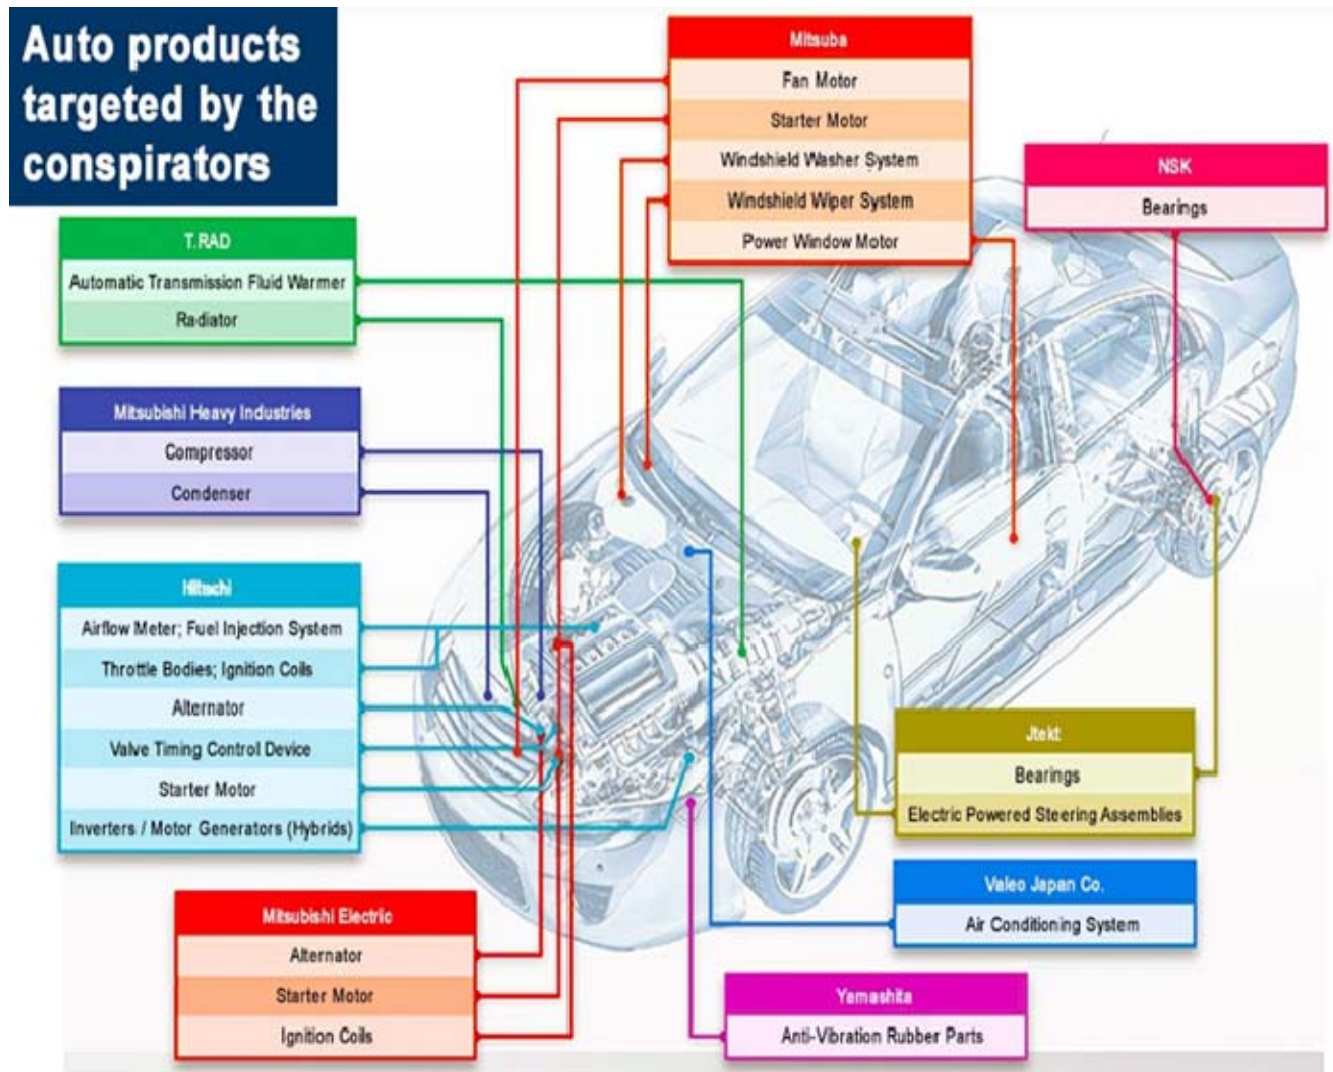 Auto products
targeted by the
conspirators
Mitsuba
Fan Motor
Starter Motor
Windshield Washer System
Windshield Wiper System
Power Window Motor
NSK
Bearings
T.RAD
Automatic Transmission Fluid Warmer
Radiator
Mitsubishi Heavy Industries
Compressor
Condenser
Hitachi
Airflow Meter; Fuel Injection System
Throttle Bodies; Ignition Coils
Alternator
Valve Timing Control Device
Starter Motor
Inverters / Motor Generators (Hybrids)
Jtekt
Bearings
Electric Powered Steering Assemblies
Valeo Japan Co.
Air Conditioning System
Mitsubishi Electric
Alternator
Starter Motor
Ignition Coils
Yamashita
Anti-Vibration Rubber Parts